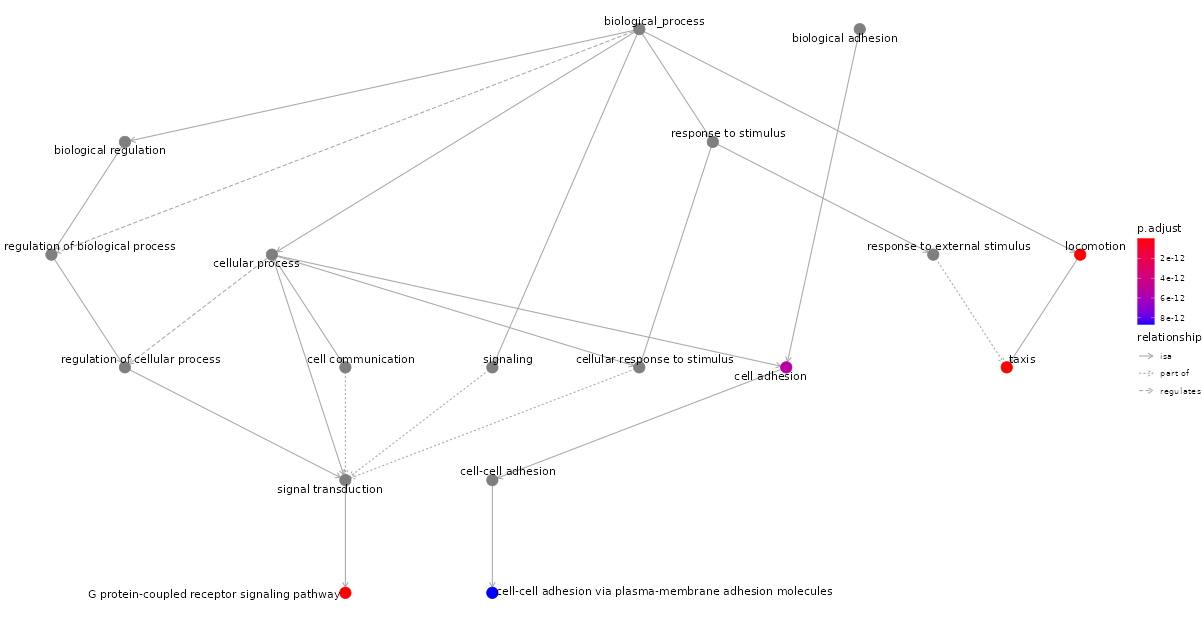 biological_process
biological adhesion
response to stimulus
biological regulation
regulation of biological process
response to external stimulus
locomotion
cellular process
p.adjust
2e-12
4e-12
6e-12
8e-12
relationship
isa
part of
regulates
regulation of cellular process
cell communication
signaling
cellular response to stimulus
taxis
cell adhesion
cell-cell adhesion
signal transduction
G protein-coupled receptor signaling pathway
cell-cell adhesion via plasma-membrane adhesion molecules